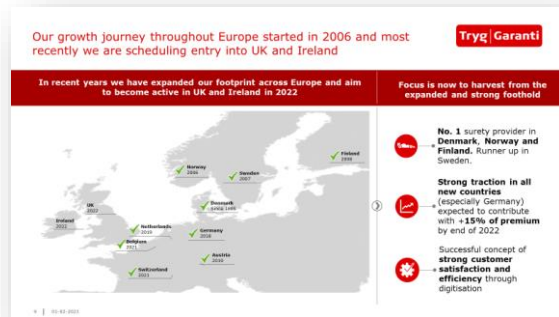 Our growth journey throughout Europe started in 2006 and most
recently we are scheduling entry into UK and Ireland
Tryg Garanti
In recent years we have expanded our footprint across Europe and aim
to become active in UK and Ireland in 2022
Focus is now to harvest from the
expanded and strong foothold
Norway
2006
Sweden
2007
Finland
2008
Denmark
UK
2022
Ireland
2022
Netherlands
2019
Belgium
2021
Germany
2018
Austria
2020
Switzerland
2021
No. 1 surety provider in
Denmark, Norway and
Finland. Runner up in
Sweden.
Strong traction in all
new countries
(especially Germany)
expected to contribute
with +15% of premium
by end of 2022
Successful concept of
strong customer
satisfaction and
efficiency through
digitisation